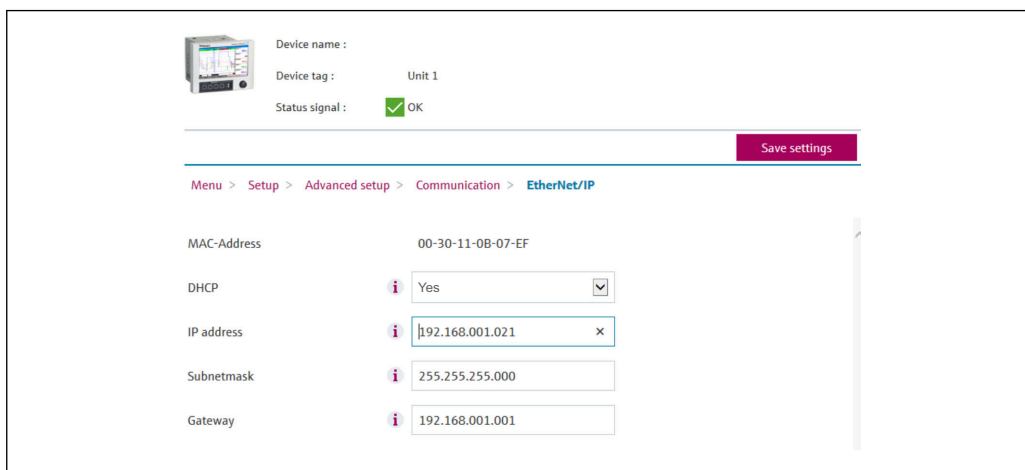 Device name :
Device tag : Unit 1
Status signal : OK
Save settings
Menu > Setup > Advanced setup > Communication > EtherNet/IP
MAC-Address 00-30-11-0B-07-EF
DHCP i Yes
IP address i 192.168.001.021 ×
Subnetmask i 255.255.255.000
Gateway i 192.168.001.001